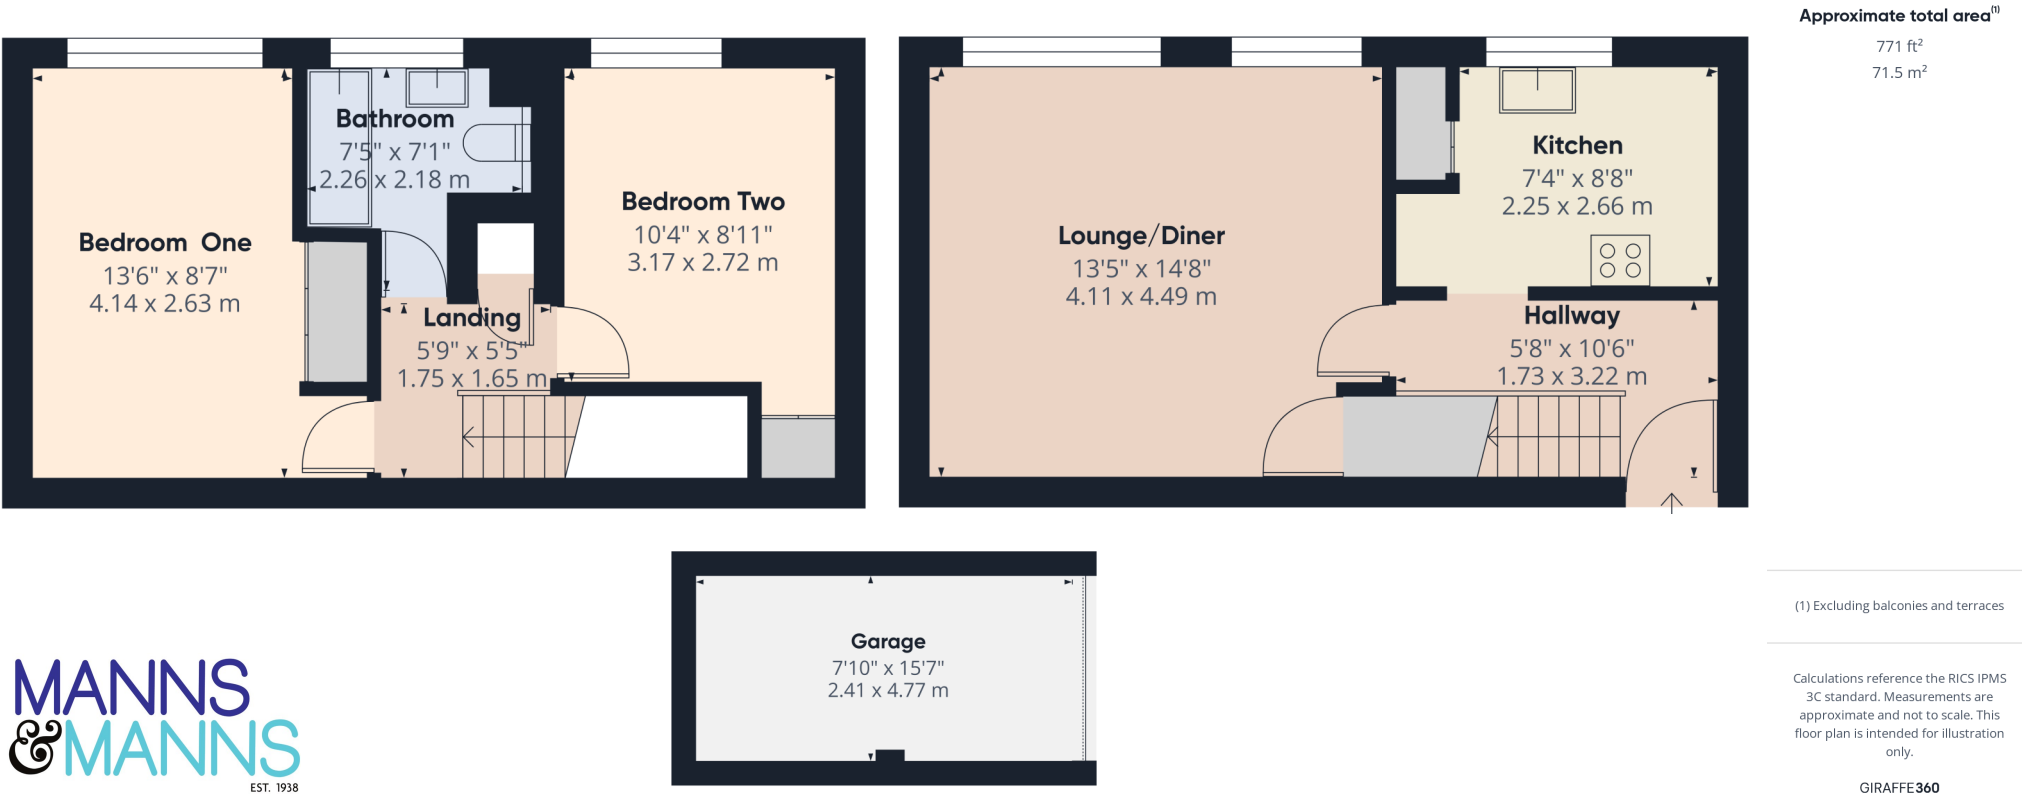 Approximate total area(1)
771 ft²
71.5 m²
Bathroom
7'5" x 7'1"
2.26 x 2.18 m
Bedroom One
13'6" x 8'7"
4.14 x 2.63 m
Bedroom Two
10'4" x 8'11"
3.17 x 2.72 m
Landing
5'9" x 5'5"
1.75 x 1.65 m
Lounge/Diner
13'5" x 14'8"
4.11 x 4.49 m
Kitchen
7'4" x 8'8"
2.25 x 2.66 m
Hallway
5'8" x 10'6"
1.73 x 3.22 m
Garage
7'10" x 15'7"
2.41 x 4.77 m
MANNS
&MANNS
EST. 1938
(1) Excluding balconies and terraces
Calculations reference the RICS IPMS
3C standard. Measurements are
approximate and not to scale. This
floor plan is intended for illustration
only.
GIRAFFE360